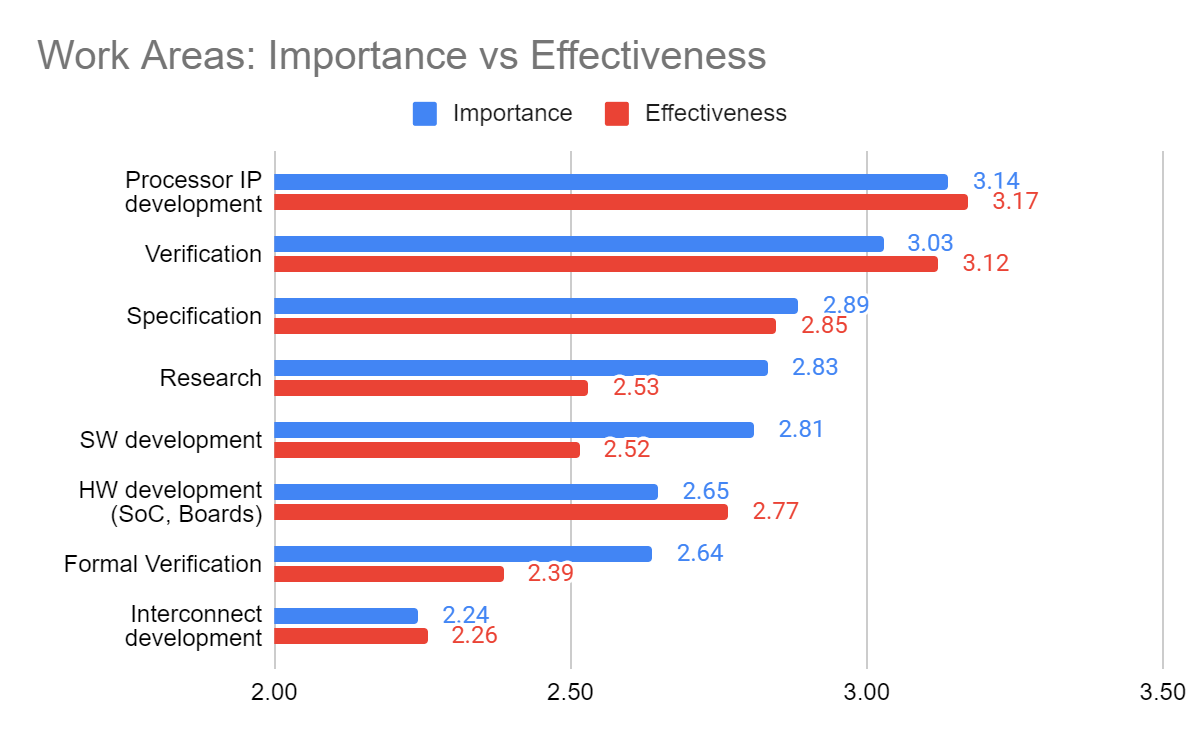 Work Areas: Importance vs Effectiveness
Importance
Effectiveness
Processor IP
development
3.14
3.17
Verification
3.03
3.12
Specification
2.89
2.85
Research
2.83
2.53
SW development
2.81
2.52
HW development
(SoC, Boards)
2.65
2.77
Formal Verification
2.64
2.39
Interconnect
development
2.24
2.26
2.00
2.50
3.00
3.50